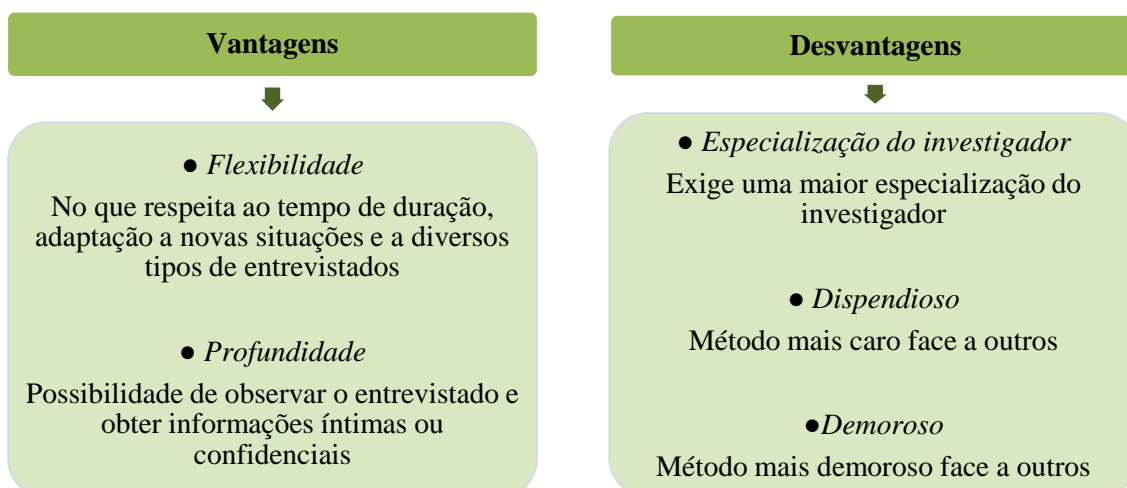 Vantagens
● Flexibilidade
No que respeita ao tempo de duração,
adaptação a novas situações e a diversos
tipos de entrevistados
● Profundidade
Possibilidade de observar o entrevistado e
obter informações íntimas ou
confidenciais
Desvantagens
● Especialização do investigador
Exige uma maior especialização do
investigador
● Dispendioso
Método mais caro face a outros
●Demoroso
Método mais demoroso face a outros